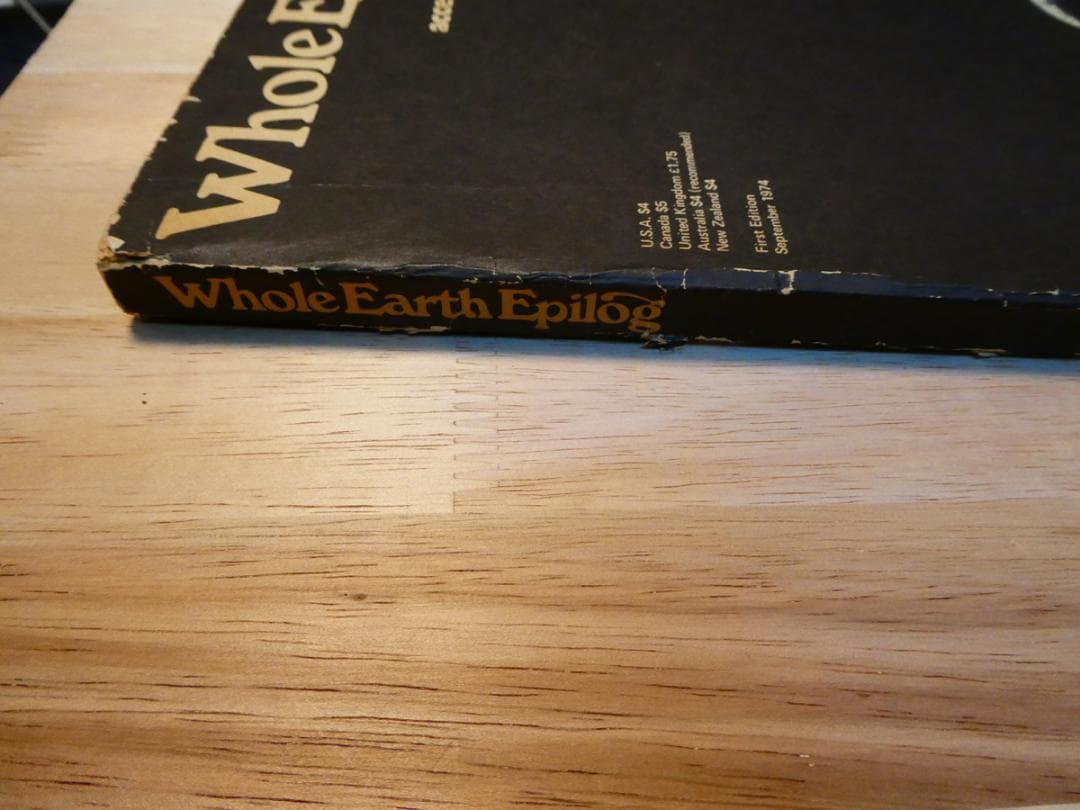 Whole E
acce
U.S.A. $4
Canada $5
United Kingdom £1.75
Australia $4 (recommended)
New Zealand $4
First Edition
September 1974
Whole Earth Epilog